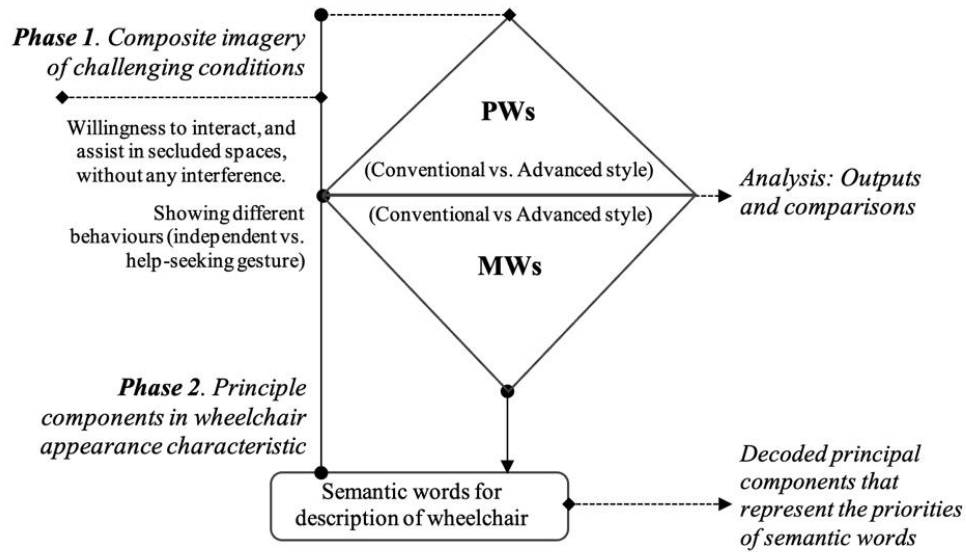 Phase 1. Composite imagery
of challenging conditions
Willingness to interact, and
assist in secluded spaces,
without any interference.
Showing different
behaviours (independent vs.
help-seeking gesture)
PWs
(Conventional vs. Advanced style)
(Conventional vs Advanced style)
MWs
Analysis: Outputs
and comparisons
Phase 2. Principle
components in wheelchair
appearance characteristic
Semantic words for
description of wheelchair
Decoded principal
components that
represent the priorities
of semantic words